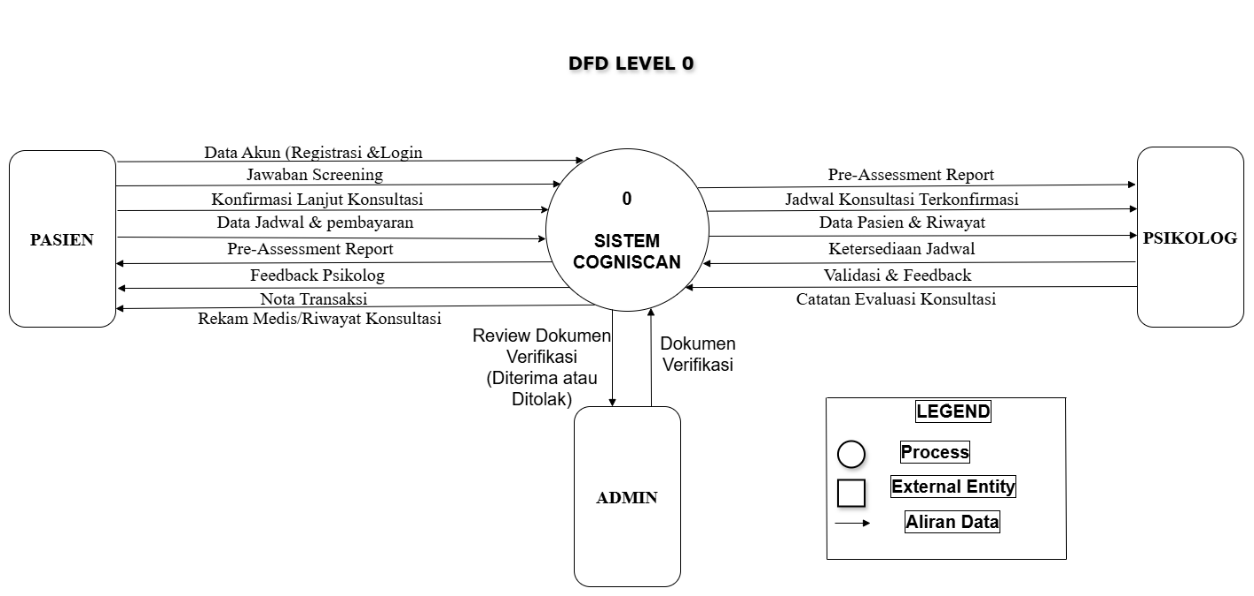 DFD LEVEL 0
Data Akun (Registrasi &Login
Jawaban Screening
Konfirmasi Lanjut Konsultasi
Data Jadwal & pembayaran
Pre-Assessment Report
Feedback Psikolog
Nota Transaksi
Rekam Medis/Riwayat Konsultasi
PASIEN
0
SISTEM
COGNISCAN
Pre-Assessment Report
Jadwal Konsultasi Terkonfirmasi
Data Pasien & Riwayat
Ketersediaan Jadwal
Validasi & Feedback
Catatan Evaluasi Konsultasi
PSIKOLOG
Review Dokumen
Verifikasi
(Diterima atau
Ditolak)
Dokumen
Verifikasi
ADMIN
LEGEND
Process
External Entity
Aliran Data